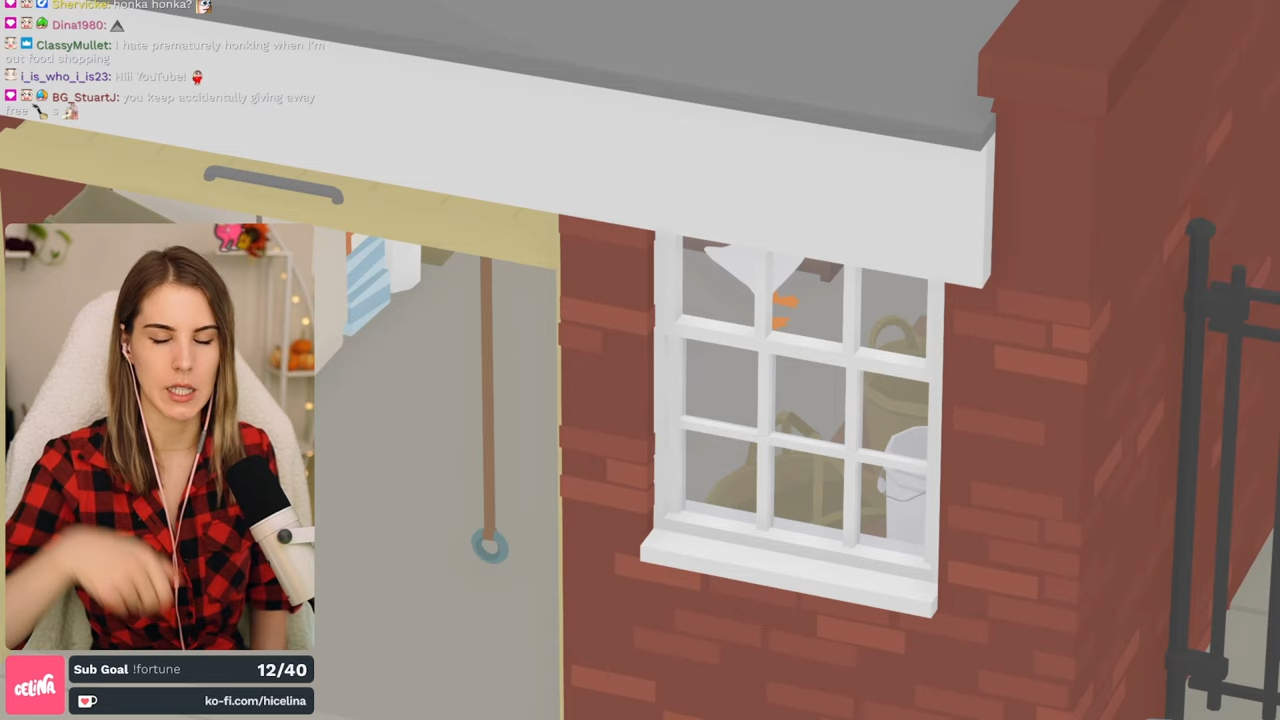 Shervicke: honka honka?
Dina1980:
ClassyMullet: I hate prematurely honking when I'm
out food shopping
i_is_who_i_is23: Hiii YouTube!
BG_StuartJ: you keep accidentally giving away
free s
CELINA
Sub Goal !fortune 12/40
ko-fi.com/hicelina